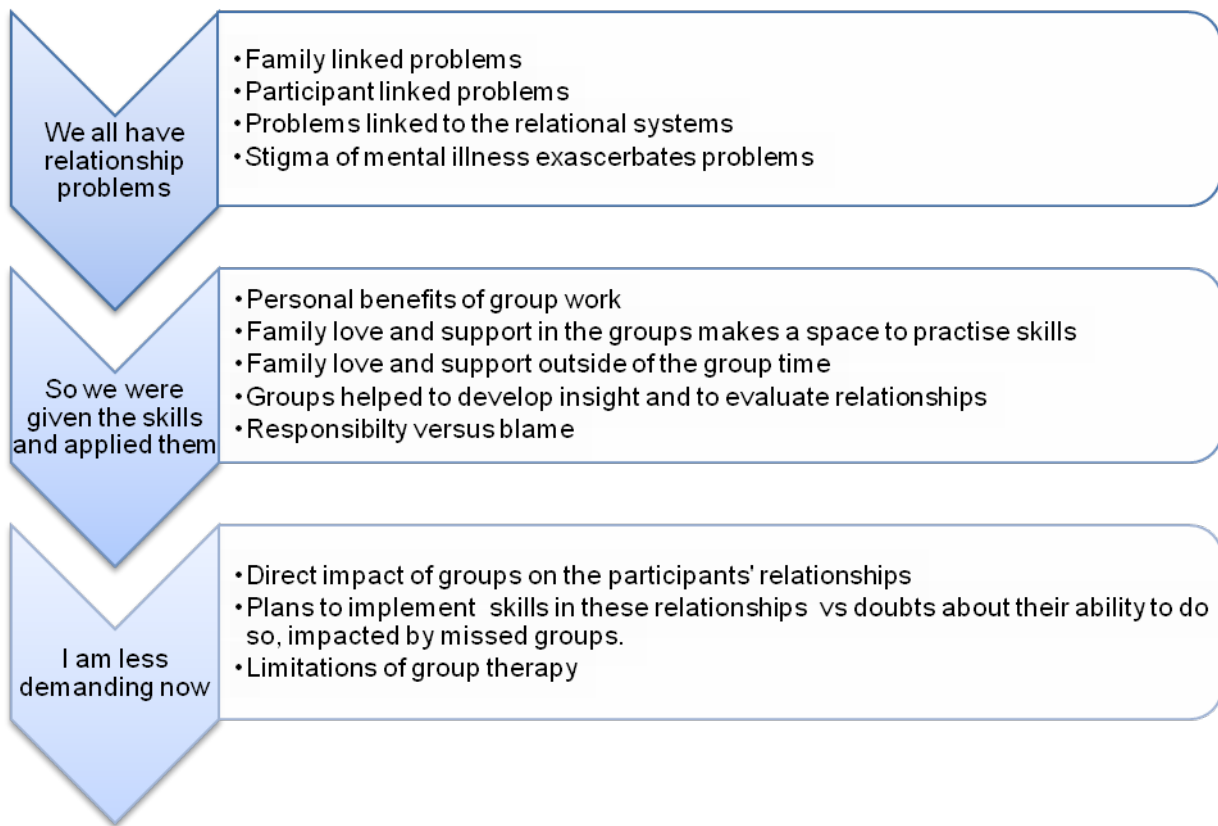 We all have
relationship
problems
•Family linked problems
•Participant linked problems
•Problems linked to the relational systems
•Stigma of mental illness exascerbates problems
So we were
given the skills
and applied them
•Personal benefits of group work
•Family love and support in the groups makes a space to practise skills
•Family love and support outside of the group time
•Groups helped to develop insight and to evaluate relationships
•Responsibilty versus blame
I am less
demanding now
•Direct impact of groups on the participants' relationships
•Plans to implement skills in these relationships vs doubts about their ability to do
so, impacted by missed groups.
•Limitations of group therapy